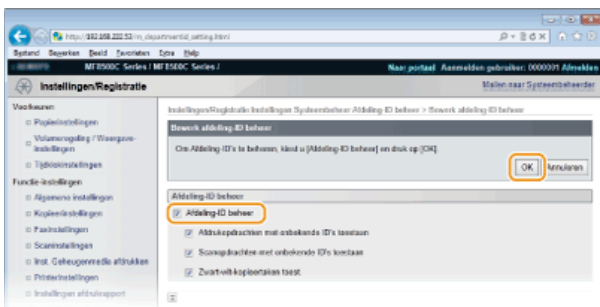 http://192.168.222.53/m_departmentid_setting.html
Bestand Bewerken Beeld Favorieten Extra Help
MF8500C Series / MF8500C Series /
Naar portaal Aanmelden gebruiker: 0000001 Afmelden
Instellingen/Registratie
Mailen naar Systeembeheerder
Voorkeuren
Papierinstellingen
Volumeregeling / Weergave-
instellingen
Tijdklokinstellingen
Functie-instellingen
Algemene instellingen
Kopieerinstellingen
Faxinstellingen
Scaninstellingen
Inst. Geheugenmedia afdrukken
Printerinstellingen
Instellingen afdrukrapport
Instellingen/Registratie: Instellingen Systeembeheer: Afdeling-ID beheer > Bewerk afdeling-ID beheer
Bewerk afdeling-ID beheer
Om Afdeling-ID's te beheren, kiest u [Afdeling-ID beheer] en druk op [OK].
OK
Annuleren
Afdeling-ID beheer
Afdeling-ID beheer
Afdrukopdrachten met onbekende ID's toestaan
Scanopdrachten met onbekende ID's toestaan
Zwart-wit-kopieertaken toest.